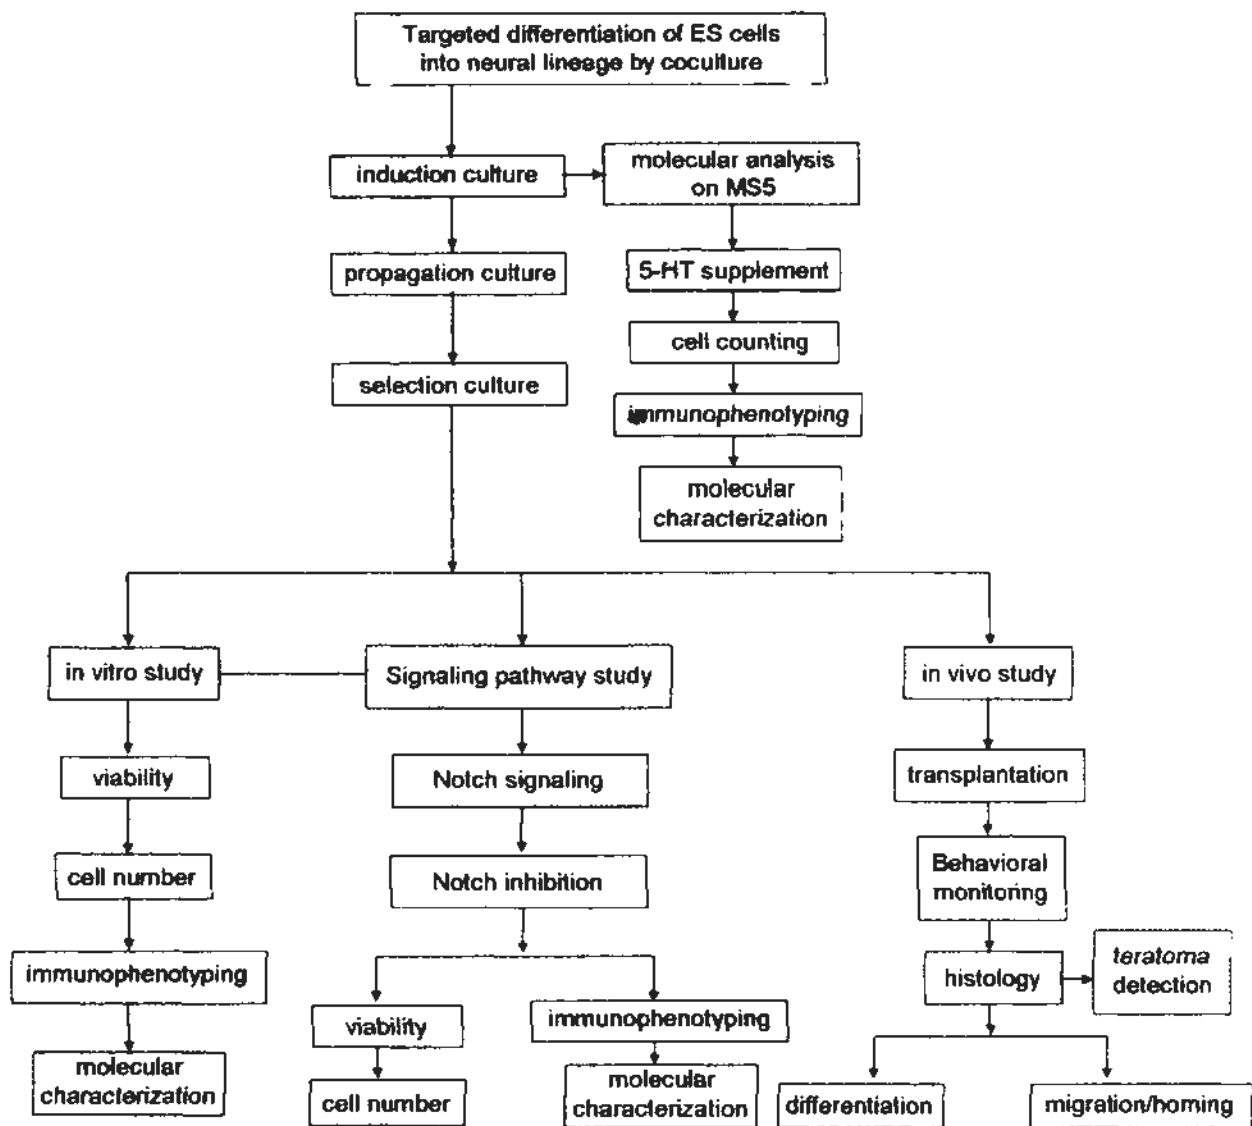 Targeted differentiation of ES cells
into neural lineage by coculture
induction culture
molecular analysis
on MS5
propagation culture
5-HT supplement
cell counting
selection culture
immunophenotyping
molecular
characterization
in vitro study
Signaling pathway study
in vivo study
viability
Notch signaling
transplantation
cell number
Notch inhibition
Behavioral
monitoring
immunophenotyping
histology
teratoma
detection
viability
immunophenotyping
molecular
characterization
cell number
molecular
characterization
differentiation
migration/homing